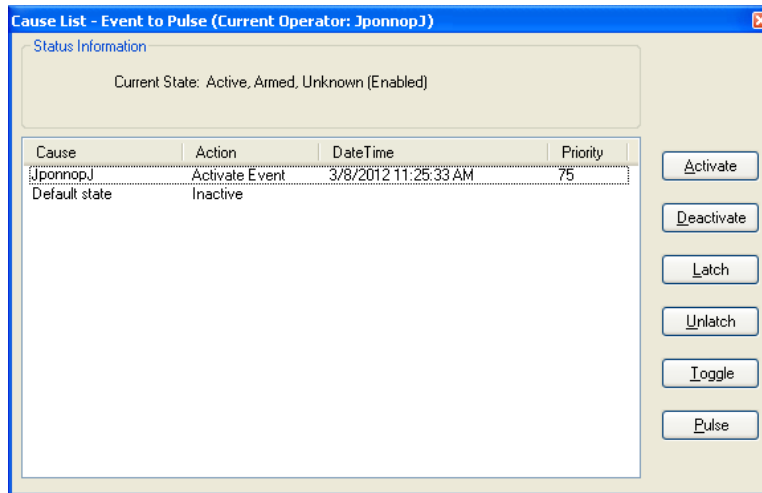 Cause List - Event to Pulse (Current Operator: JponnopJ)
Status Information
Current State: Active, Armed, Unknown (Enabled)
Cause Action DateTime Priority
JponnopJ Activate Event 3/8/2012 11:25:33 AM 75
Default state Inactive
Activate
Deactivate
Latch
Unlatch
Toggle
Pulse